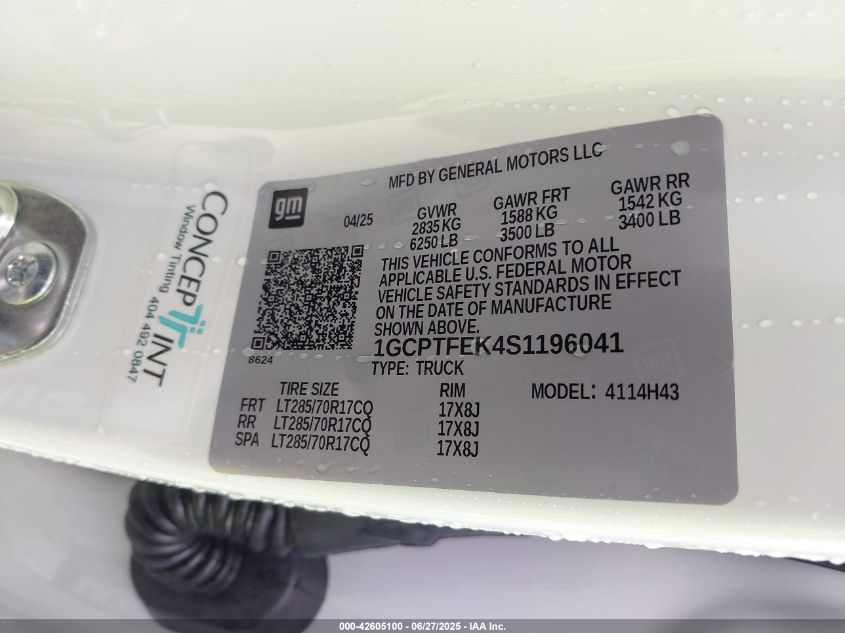 MFD BY GENERAL MOTORS LLC
gm
04/25
GVWR
2835 KG
6250 LB
GAWR FRT
1588 KG
3500 LB
GAWR RR
1542 KG
3400 LB
THIS VEHICLE CONFORMS TO ALL
APPLICABLE U.S. FEDERAL MOTOR
VEHICLE SAFETY STANDARDS IN EFFECT
ON THE DATE OF MANUFACTURE
SHOWN ABOVE.
8624
1GCPTFEK4S1196041
TYPE: TRUCK
TIRE SIZE RIM MODEL: 4114H43
FRT LT285/70R17CQ 17X8J
RR LT285/70R17CQ 17X8J
SPA LT285/70R17CQ 17X8J
CONCEPTTINT
Window Tinting 404 492 0847
000-42605100 - 06/27/2025 - IAA Inc.